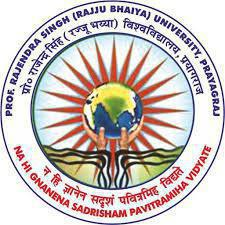 PROF. RAJENDRA SINGH (RAJJU BHAIYA) UNIVERSITY, PRAYAGRAJ
प्रो० राजेन्द्र सिंह (रज्जू भय्या) विश्वविद्यालय, प्रयागराज
न हि ज्ञानेन सदृशं पवित्रमिह विद्यते
NA HI GNANENA SADRISHAM PAVITRAMIHA VIDYATE